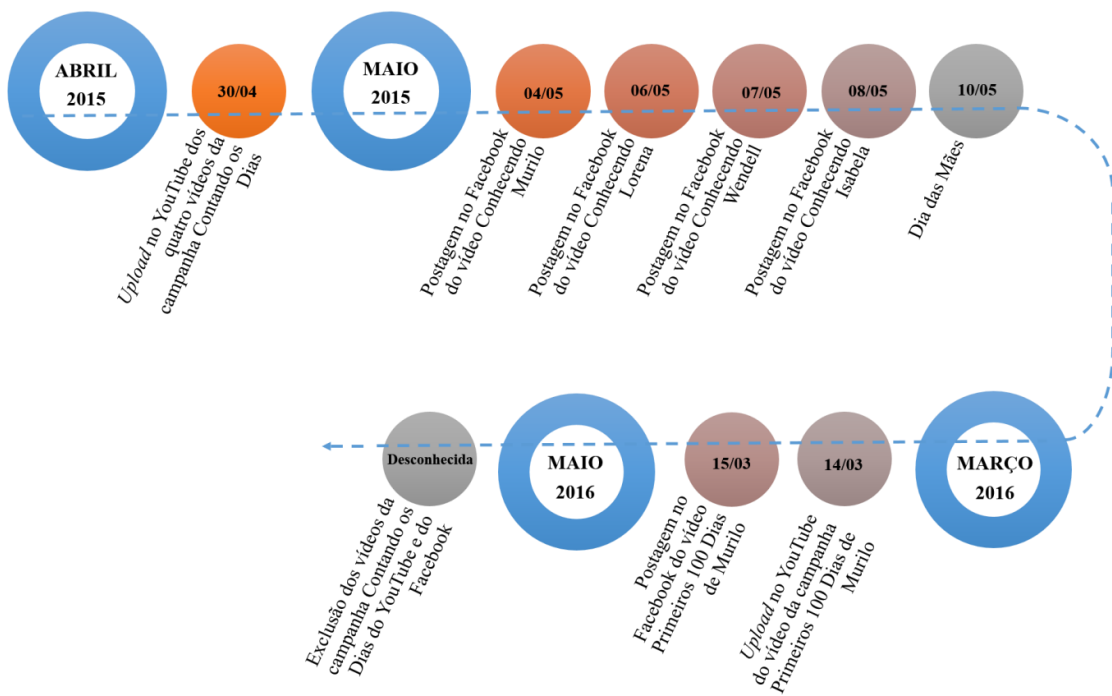 ABRIL
2015
30/04
Upload no YouTube dos
quatro vídeos da
campanha Contando os
Dias
MAIO
2015
04/05
Postagem no Facebook
do vídeo Conhecendo
Murilo
06/05
Postagem no Facebook
do vídeo Conhecendo
Lorena
07/05
Postagem no Facebook
do vídeo Conhecendo
Wendell
08/05
Postagem no Facebook
do vídeo Conhecendo
Isabela
10/05
Dia das Mães
MARÇO
2016
14/03
Upload no YouTube
do vídeo da campanha
Primeiros 100 Dias de
Murilo
15/03
Postagem no
Facebook do vídeo
Primeiros 100 Dias
de Murilo
MAIO
2016
Desconhecida
Exclusão dos vídeos da
campanha Contando os
Dias do YouTube e do
Facebook